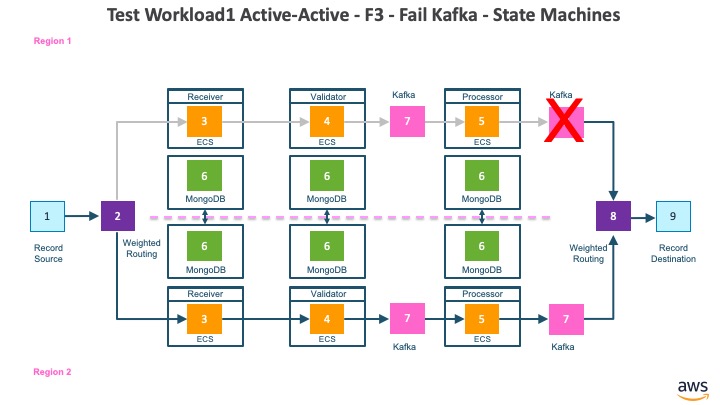 Test Workload1 Active-Active - F3 - Fail Kafka - State Machines
Region 1
Receiver
3
ECS
Validator
4
ECS
Kafka
7
Processor
5
ECS
Kafka
X
6
MongoDB
6
MongoDB
6
MongoDB
1
Record
Source
2
Weighted
Routing
8
Weighted
Routing
9
Record
Destination
6
MongoDB
6
MongoDB
6
MongoDB
Receiver
3
ECS
Validator
4
ECS
7
Kafka
Processor
5
ECS
7
Kafka
Region 2
aws